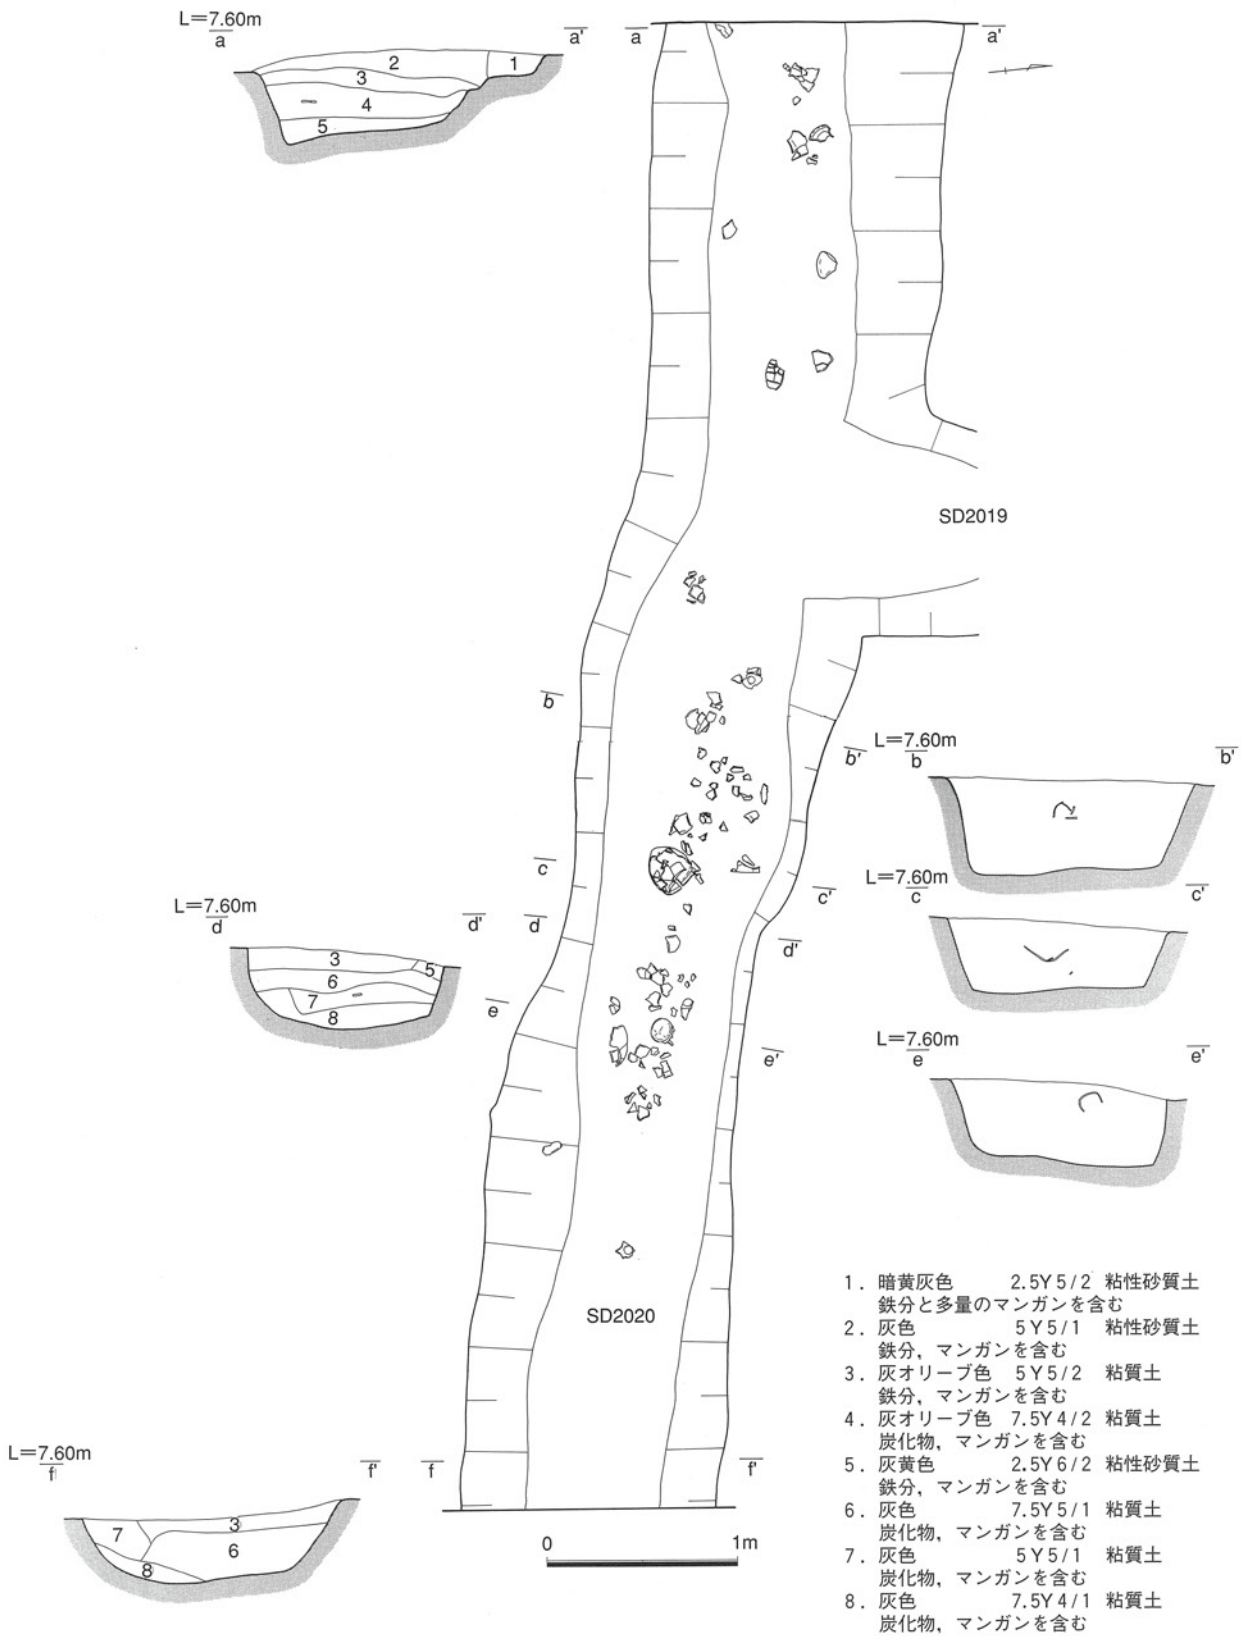 L=7.60m
a
a'
a
a'
2
1
3
4
5
SD2019
b
b'
L=7.60m
b
b'
c
c'
L=7.60m
c
c'
L=7.60m
d
d'
d
d'
3
5
6
7
8
e
e'
L=7.60m
e
e'
SD2020
L=7.60m
f
f'
f
f'
7
3
6
8
0
1m
1. 暗黄灰色 2.5Y5/2 粘性砂質土
鉄分と多量のマンガンを含む
2. 灰色 5Y5/1 粘性砂質土
鉄分，マンガンを含む
3. 灰オリーブ色 5Y5/2 粘質土
鉄分，マンガンを含む
4. 灰オリーブ色 7.5Y4/2 粘質土
炭化物，マンガンを含む
5. 灰黄色 2.5Y6/2 粘性砂質土
鉄分，マンガンを含む
6. 灰色 7.5Y5/1 粘質土
炭化物，マンガンを含む
7. 灰色 5Y5/1 粘質土
炭化物，マンガンを含む
8. 灰色 7.5Y4/1 粘質土
炭化物，マンガンを含む